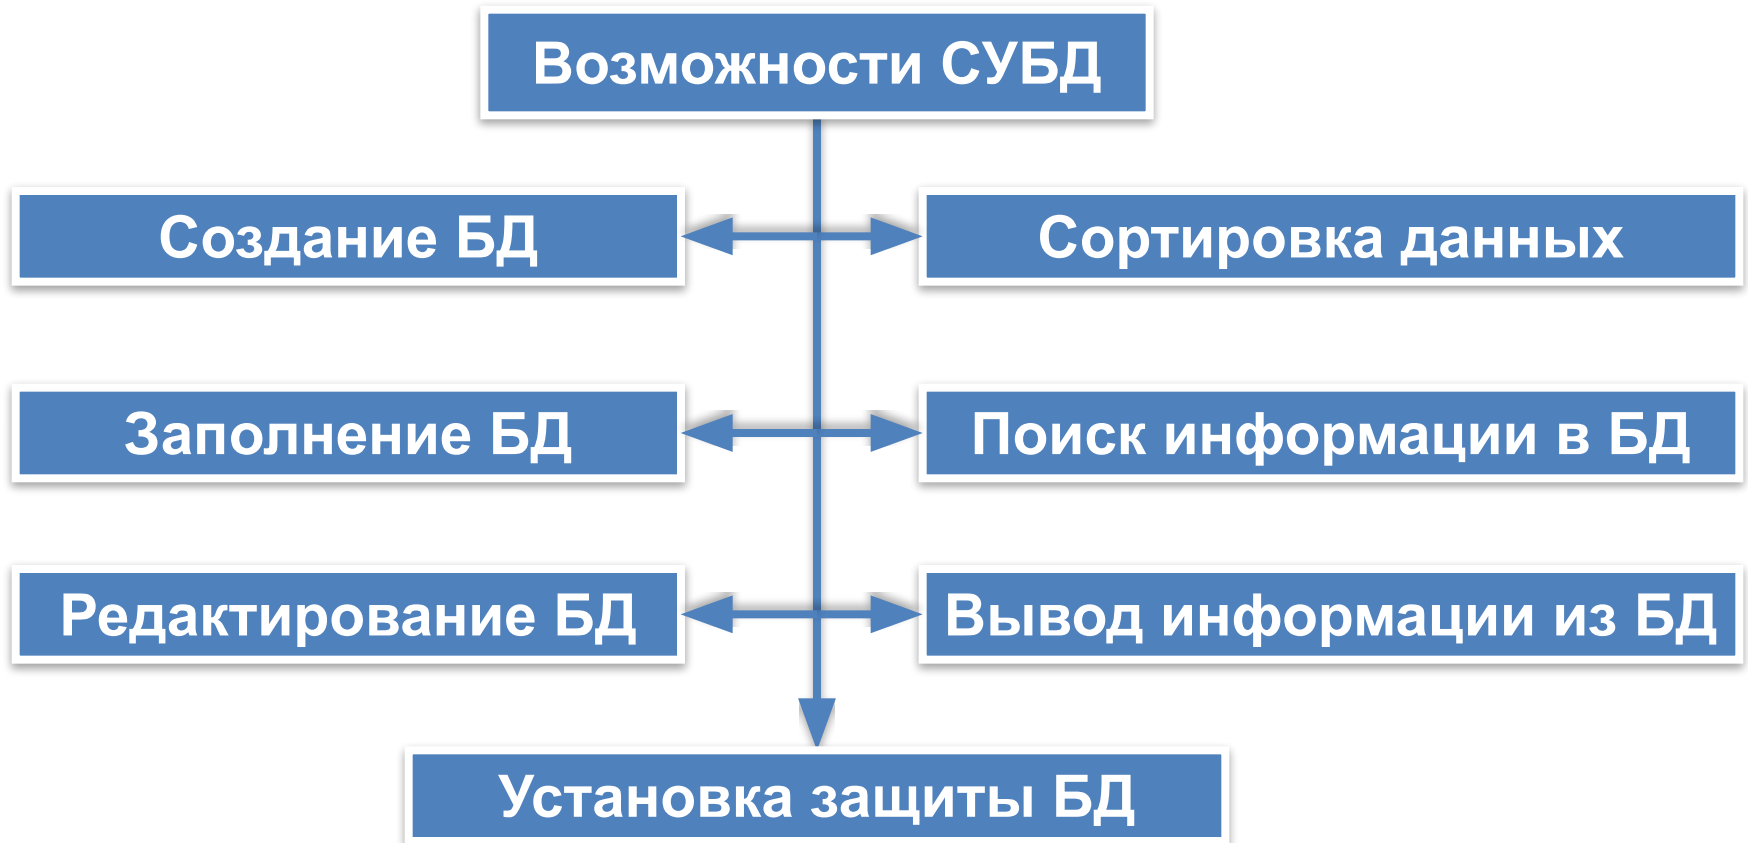 Возможности СУБД
Создание БД
Сортировка данных
Заполнение БД
Поиск информации в БД
Редактирование БД
Вывод информации из БД
Установка защиты БД